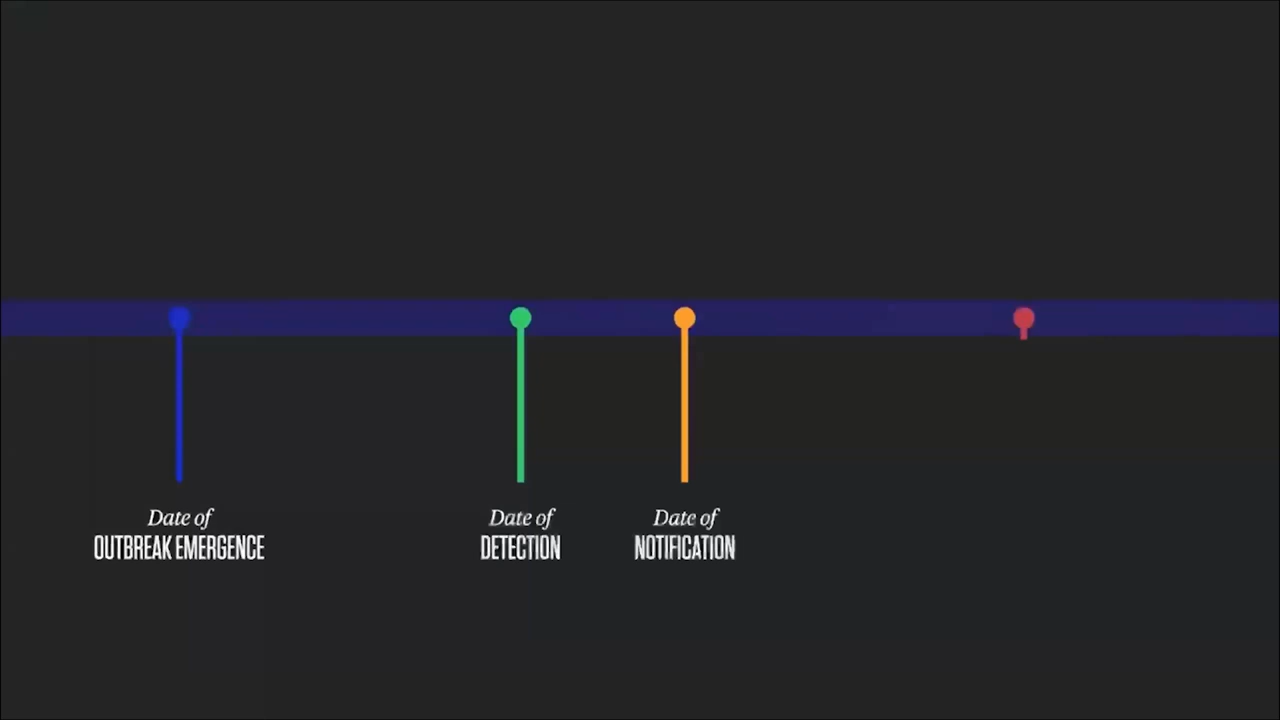 Date of
OUTBREAK EMERGENCE
Date of
DETECTION
Date of
NOTIFICATION